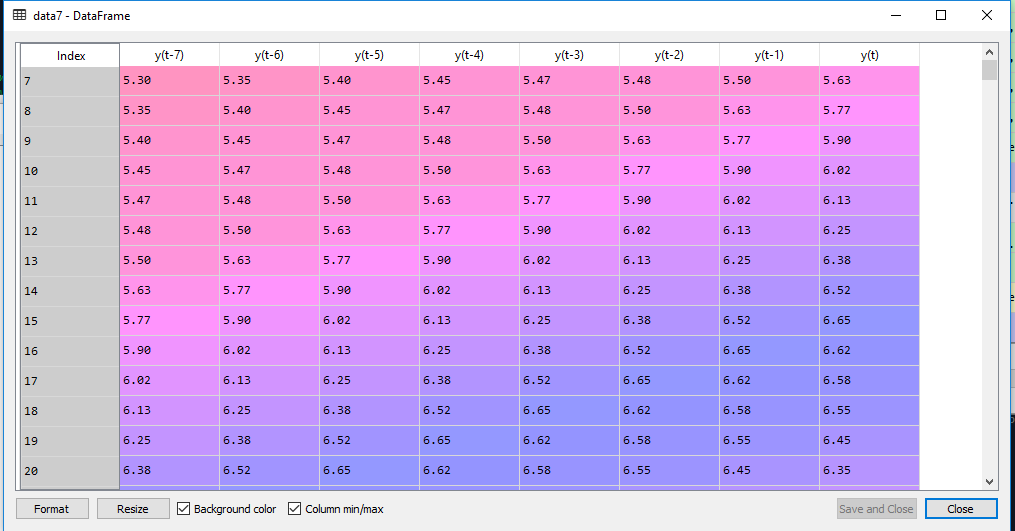 data7 - DataFrame
Index y(t-7) y(t-6) y(t-5) y(t-4) y(t-3) y(t-2) y(t-1) y(t)
7 5.30 5.35 5.40 5.45 5.47 5.48 5.50 5.63
8 5.35 5.40 5.45 5.47 5.48 5.50 5.63 5.77
9 5.40 5.45 5.47 5.48 5.50 5.63 5.77 5.90
10 5.45 5.47 5.48 5.50 5.63 5.77 5.90 6.02
11 5.47 5.48 5.50 5.63 5.77 5.90 6.02 6.13
12 5.48 5.50 5.63 5.77 5.90 6.02 6.13 6.25
13 5.50 5.63 5.77 5.90 6.02 6.13 6.25 6.38
14 5.63 5.77 5.90 6.02 6.13 6.25 6.38 6.52
15 5.77 5.90 6.02 6.13 6.25 6.38 6.52 6.65
16 5.90 6.02 6.13 6.25 6.38 6.52 6.65 6.62
17 6.02 6.13 6.25 6.38 6.52 6.65 6.62 6.58
18 6.13 6.25 6.38 6.52 6.65 6.62 6.58 6.55
19 6.25 6.38 6.52 6.65 6.62 6.58 6.55 6.45
20 6.38 6.52 6.65 6.62 6.58 6.55 6.45 6.35
Format Resize Background color Column min/max Save and Close Close